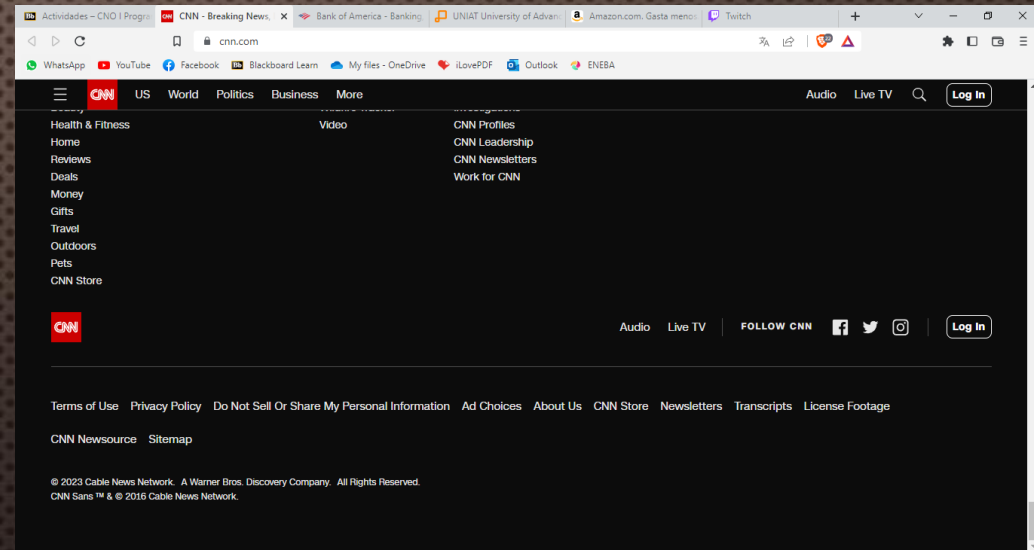 Bb Actividades – CNO I Progra
CNN - Breaking News,
Bank of America - Banking,
UNIAT University of Advanc
Amazon.com. Gasta menos
Twitch
cnn.com
WhatsApp YouTube Facebook Bb Blackboard Learn My files - OneDrive iLovePDF Outlook ENEBA
CNN US World Politics Business More Audio Live TV Log In
Health & Fitness
Home
Reviews
Deals
Money
Gifts
Travel
Outdoors
Pets
CNN Store
Video
CNN Profiles
CNN Leadership
CNN Newsletters
Work for CNN
CNN Audio Live TV FOLLOW CNN Log In
Terms of Use Privacy Policy Do Not Sell Or Share My Personal Information Ad Choices About Us CNN Store Newsletters Transcripts License Footage
CNN Newsource Sitemap
© 2023 Cable News Network. A Warner Bros. Discovery Company. All Rights Reserved.
CNN Sans ™ & © 2016 Cable News Network.